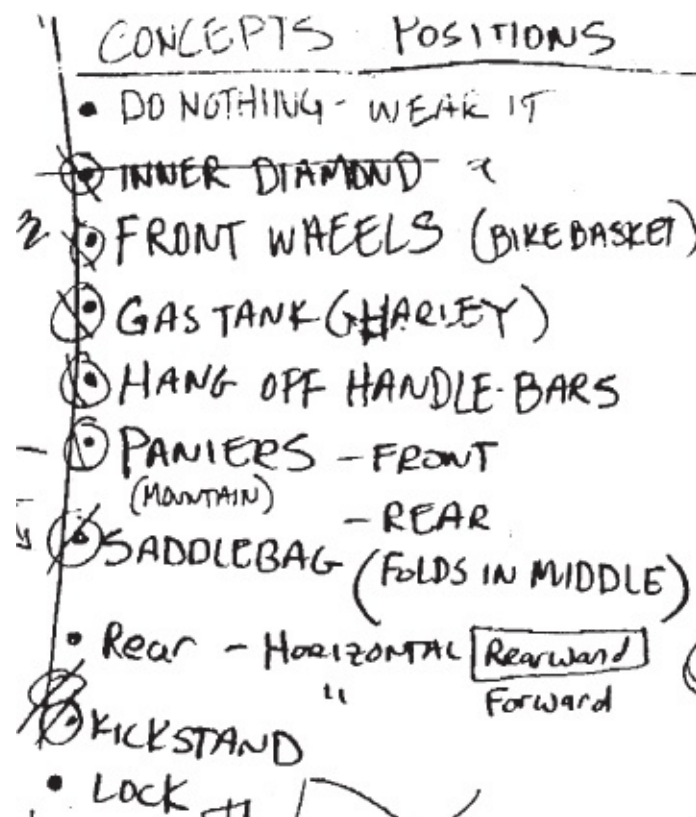 CONCEPTS POSITIONS
• DO NOTHING - WEAR IT
• INNER DIAMOND
• FRONT WHEELS (BIKE BASKET)
• GAS TANK (HARLEY)
• HANG OFF HANDLE-BARS
• PANIERS - FRONT
(MOUNTAIN)
- REAR
• SADDLEBAG (FOLDS IN MIDDLE)
• Rear - HORIZONTAL Rearward
" Forward
• KICKSTAND
• LOCK